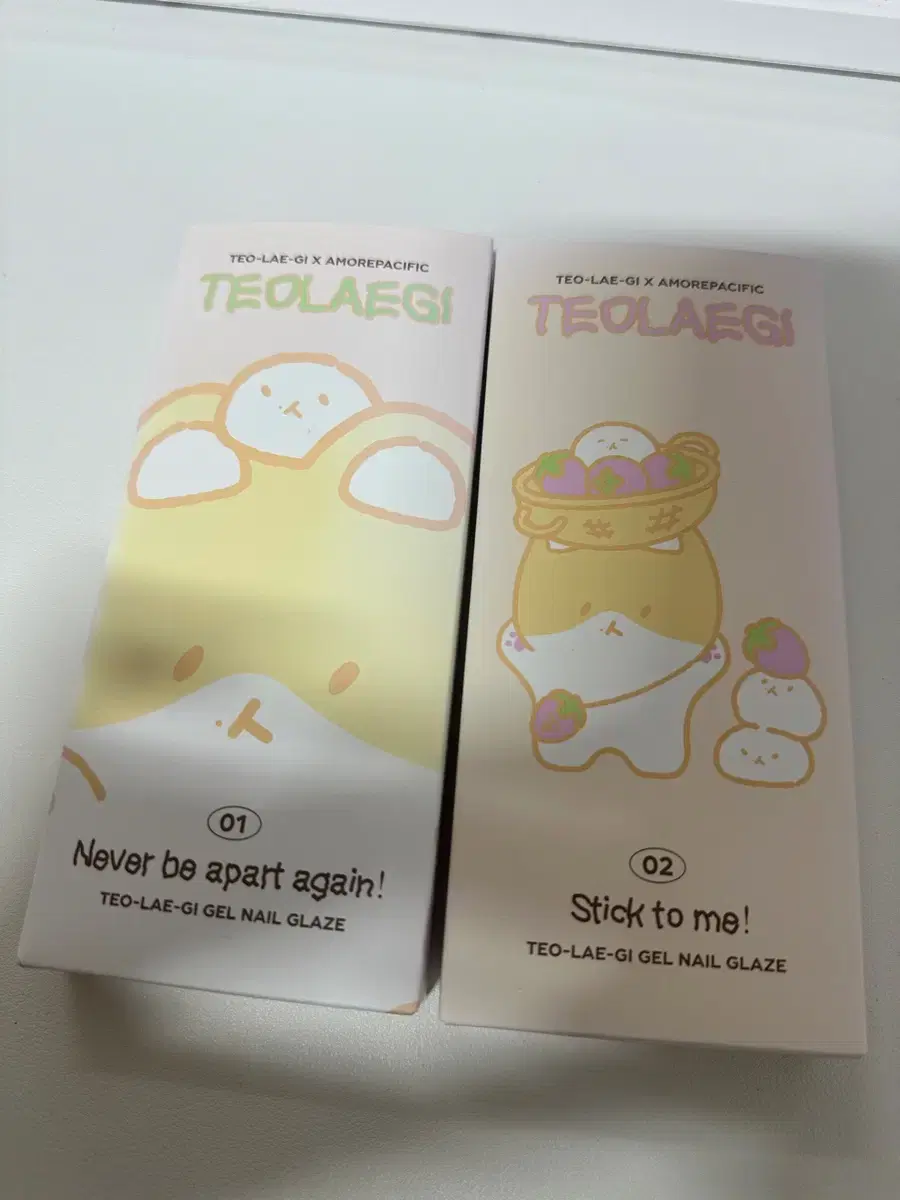 TEO-LAE-GI X AMOREPACIFIC
TEOLAEGI
01
Never be apart again!
TEO-LAE-GI GEL NAIL GLAZE
TEO-LAE-GI X AMOREPACIFIC
TEOLAEGI
02
Stick to me!
TEO-LAE-GI GEL NAIL GLAZE